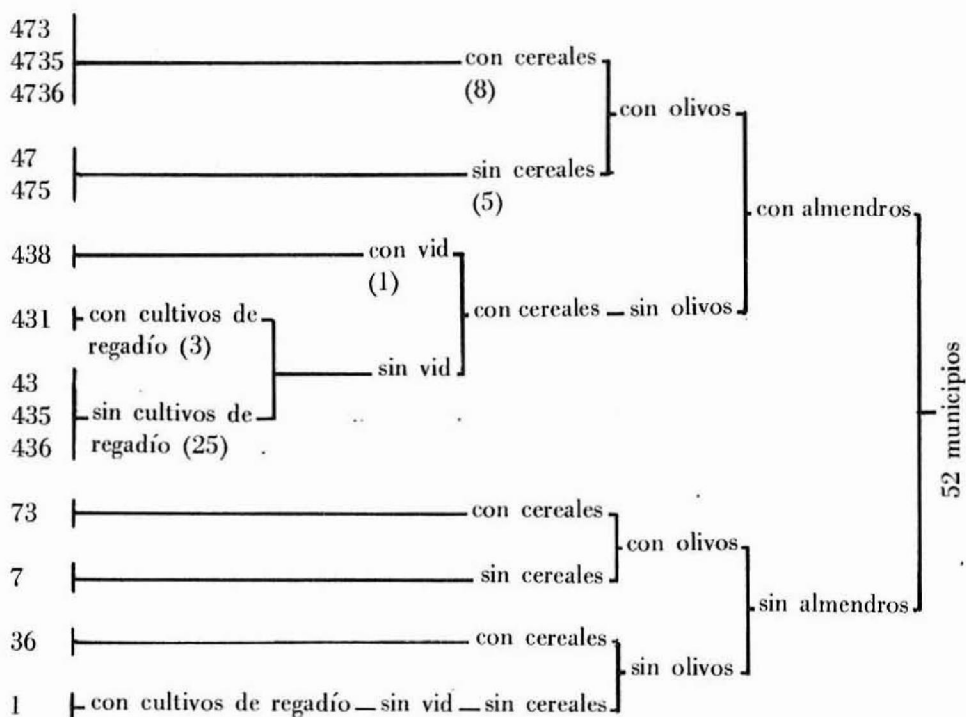 473
4735 con cereales
4736 (8)
con olivos
47 sin cereales
475 (5)
con almendros
438 con vid
(1)
431 con cultivos de con cereales sin olivos
regadío (3)
43 sin vid
435 sin cultivos de
436 regadío (25)
52 municipios
73 con cereales
con olivos
7 sin cereales
sin almendros
36 con cereales
sin olivos
1 con cultivos de regadío sin vid sin cereales